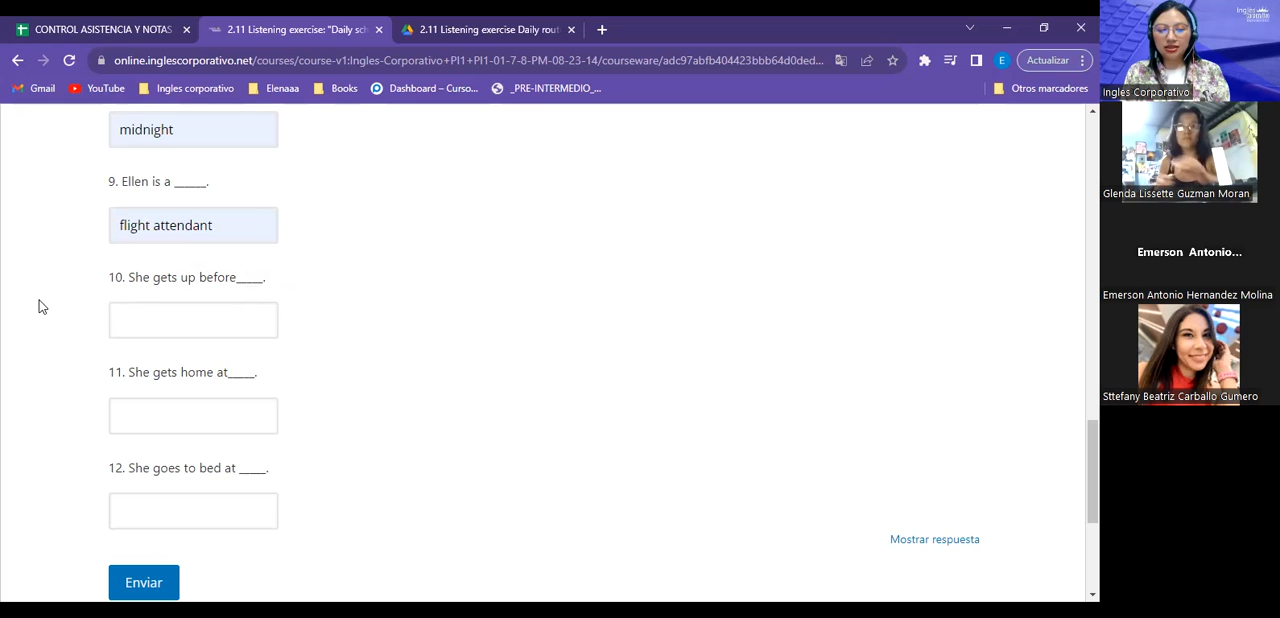 CONTROL ASISTENCIA Y NOTAS
2.11 Listening exercise: "Daily sch
2.11 Listening exercise Daily rout
online.inglescorporativo.net/courses/course-v1:Ingles-Corporativo+PI1+PI1-01-7-8-PM-08-23-14/courseware/adc97abfb404423bbb64d0ded...
E
Actualizar
Gmail
YouTube
Ingles corporativo
Elenaaa
Books
Dashboard – Curso...
_PRE-INTERMEDIO_...
Otros marcadores
midnight
9. Ellen is a ______.
flight attendant
10. She gets up before_____.
11. She gets home at_____.
12. She goes to bed at _____.
Mostrar respuesta
Enviar
Ingles Corporativo
Glenda Lissette Guzman Moran
Emerson Antonio...
Emerson Antonio Hernandez Molina
Sttefany Beatriz Carballo Gumero